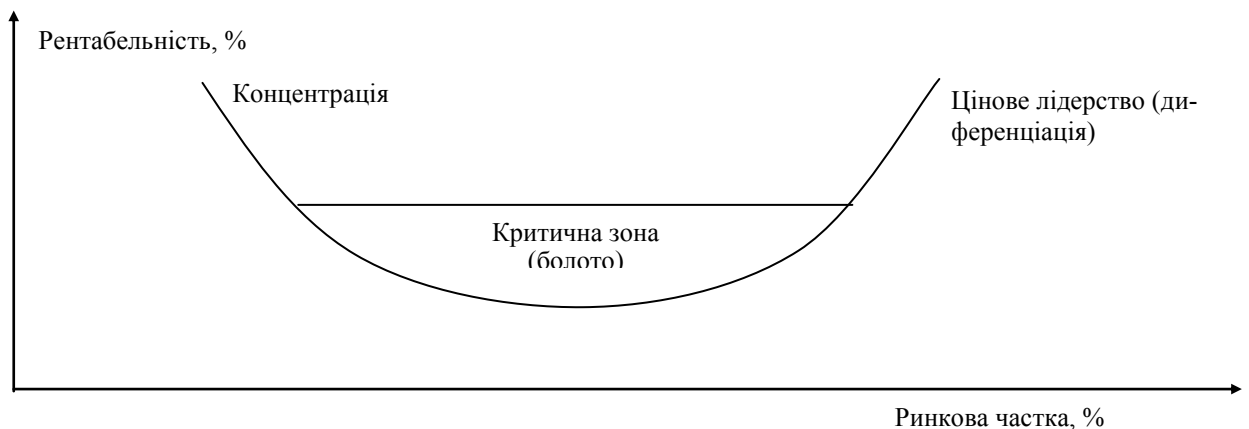 Рентабельність, %
Концентрація
Цінове лідерство (ди-
ференціація)
Критична зона
(болото)
Ринкова частка, %